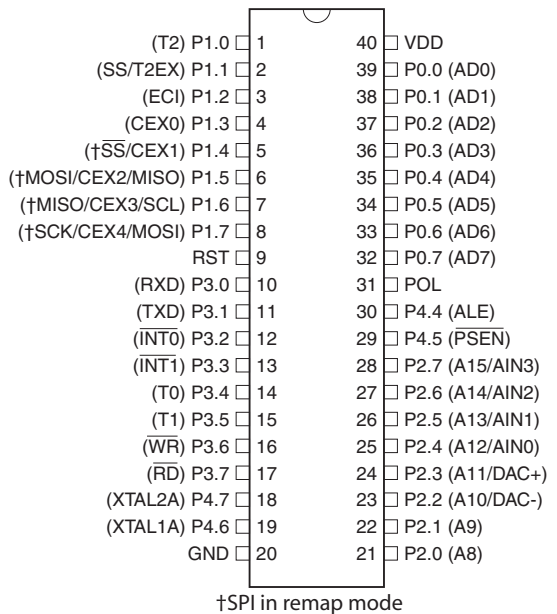 (T2) P1.0 1 40 VDD
(SS/T2EX) P1.1 2 39 P0.0 (AD0)
(ECI) P1.2 3 38 P0.1 (AD1)
(CEX0) P1.3 4 37 P0.2 (AD2)
(†S̅S̅/CEX1) P1.4 5 36 P0.3 (AD3)
(†MOSI/CEX2/MISO) P1.5 6 35 P0.4 (AD4)
(†MISO/CEX3/SCL) P1.6 7 34 P0.5 (AD5)
(†SCK/CEX4/MOSI) P1.7 8 33 P0.6 (AD6)
RST 9 32 P0.7 (AD7)
(RXD) P3.0 10 31 POL
(TXD) P3.1 11 30 P4.4 (ALE)
(I̅N̅T̅0̅) P3.2 12 29 P4.5 (P̅S̅E̅N̅)
(I̅N̅T̅1̅) P3.3 13 28 P2.7 (A15/AIN3)
(T0) P3.4 14 27 P2.6 (A14/AIN2)
(T1) P3.5 15 26 P2.5 (A13/AIN1)
(W̅R̅) P3.6 16 25 P2.4 (A12/AIN0)
(R̅D̅) P3.7 17 24 P2.3 (A11/DAC+)
(XTAL2A) P4.7 18 23 P2.2 (A10/DAC-)
(XTAL1A) P4.6 19 22 P2.1 (A9)
GND 20 21 P2.0 (A8)
†SPI in remap mode